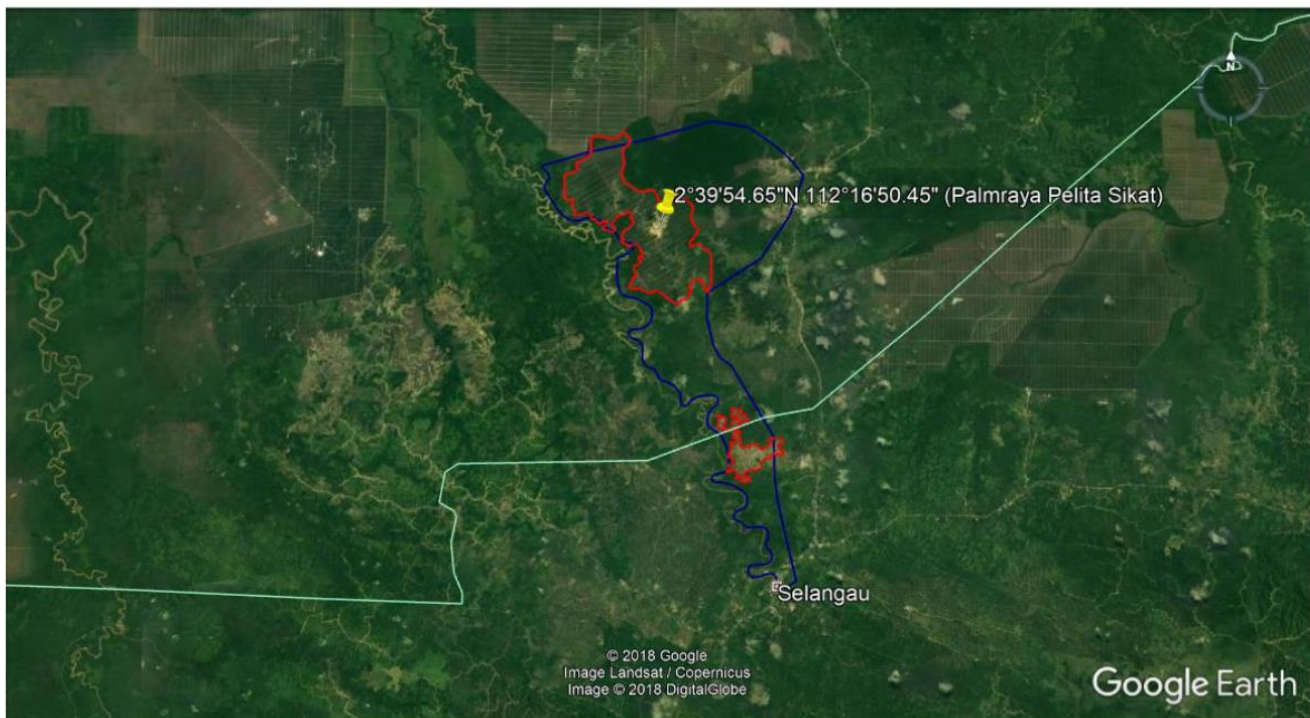 N
2°39'54.65"N 112°16'50.45" (Palmraya Pelita Sikat)
Selangau
© 2018 Google
Image Landsat / Copernicus
Image © 2018 DigitalGlobe
Google Earth